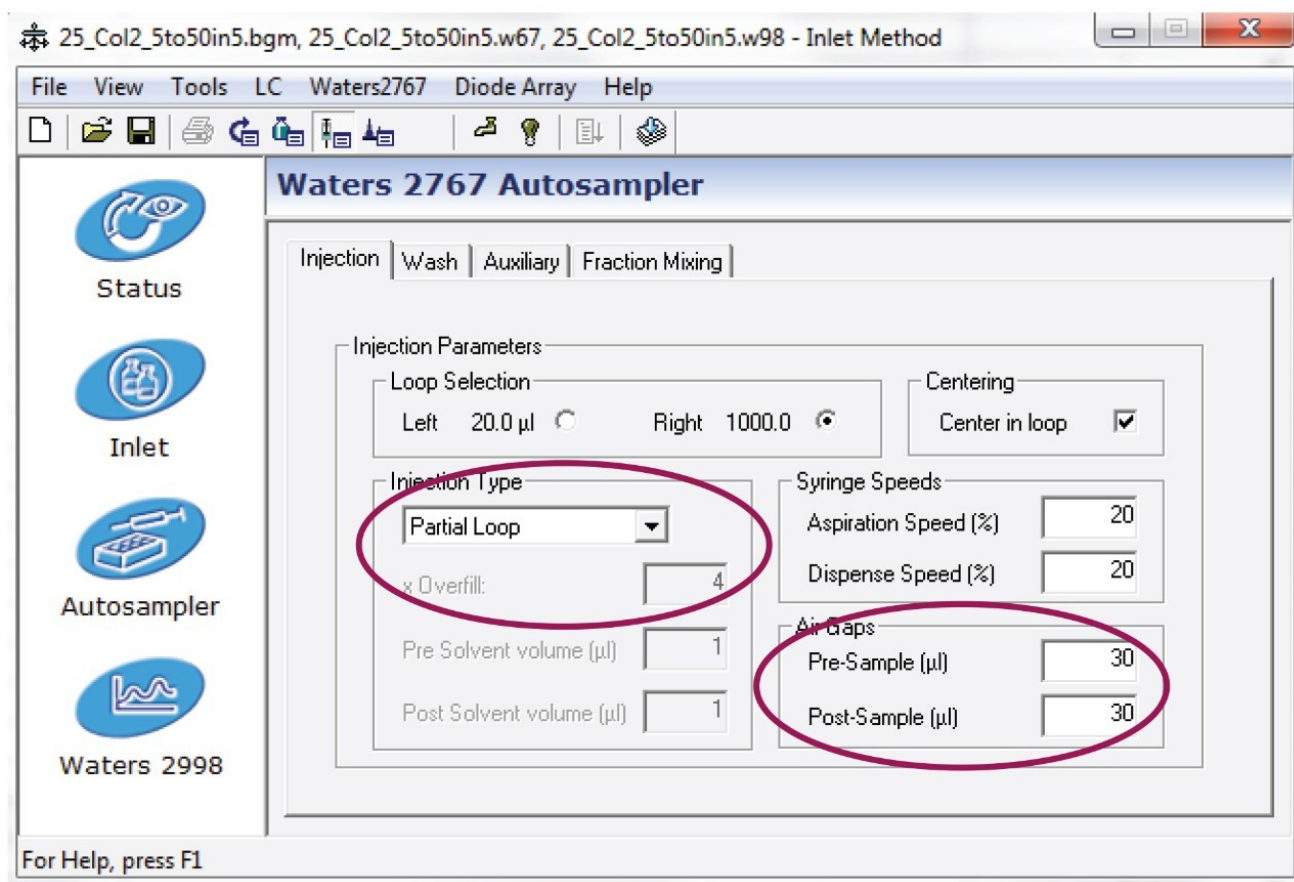 25_Col2_5to50in5.bgm, 25_Col2_5to50in5.w67, 25_Col2_5to50in5.w98 - Inlet Method
File View Tools LC Waters2767 Diode Array Help
Waters 2767 Autosampler
Status
Inlet
Autosampler
Waters 2998
Injection Wash Auxiliary Fraction Mixing
Injection Parameters
Loop Selection
Left 20.0 µl Right 1000.0
Centering
Center in loop
Injection Type
Partial Loop
x Overfill: 4
Pre Solvent volume (µl) 1
Post Solvent volume (µl) 1
Syringe Speeds
Aspiration Speed (%) 20
Dispense Speed (%) 20
Air Gaps
Pre-Sample (µl) 30
Post-Sample (µl) 30
For Help, press F1